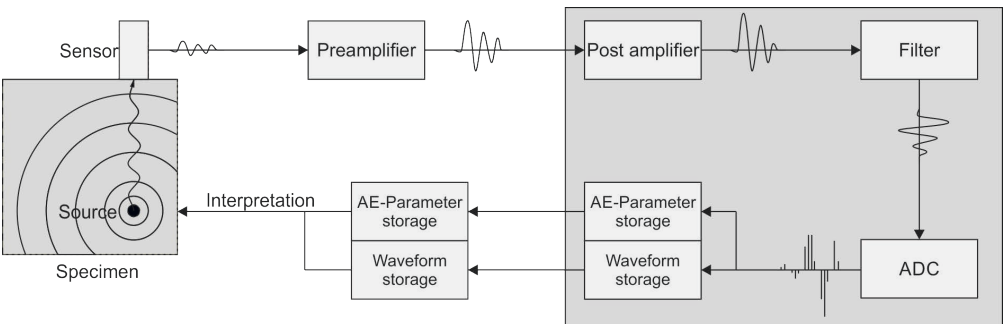 Sensor
Preamplifier
Post amplifier
Filter
Source
Specimen
Interpretation
AE-Parameter
storage
Waveform
storage
AE-Parameter
storage
Waveform
storage
ADC